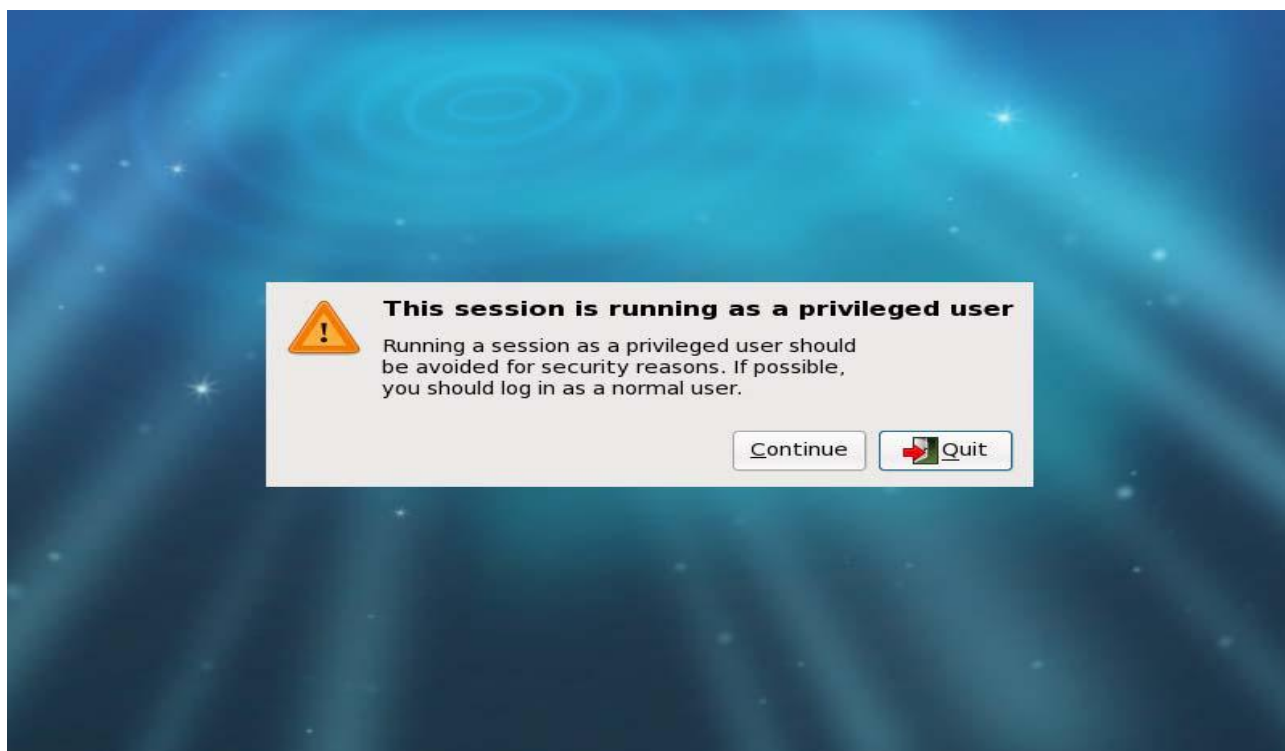 This session is running as a privileged user
Running a session as a privileged user should
be avoided for security reasons. If possible,
you should log in as a normal user.
Continue
Quit